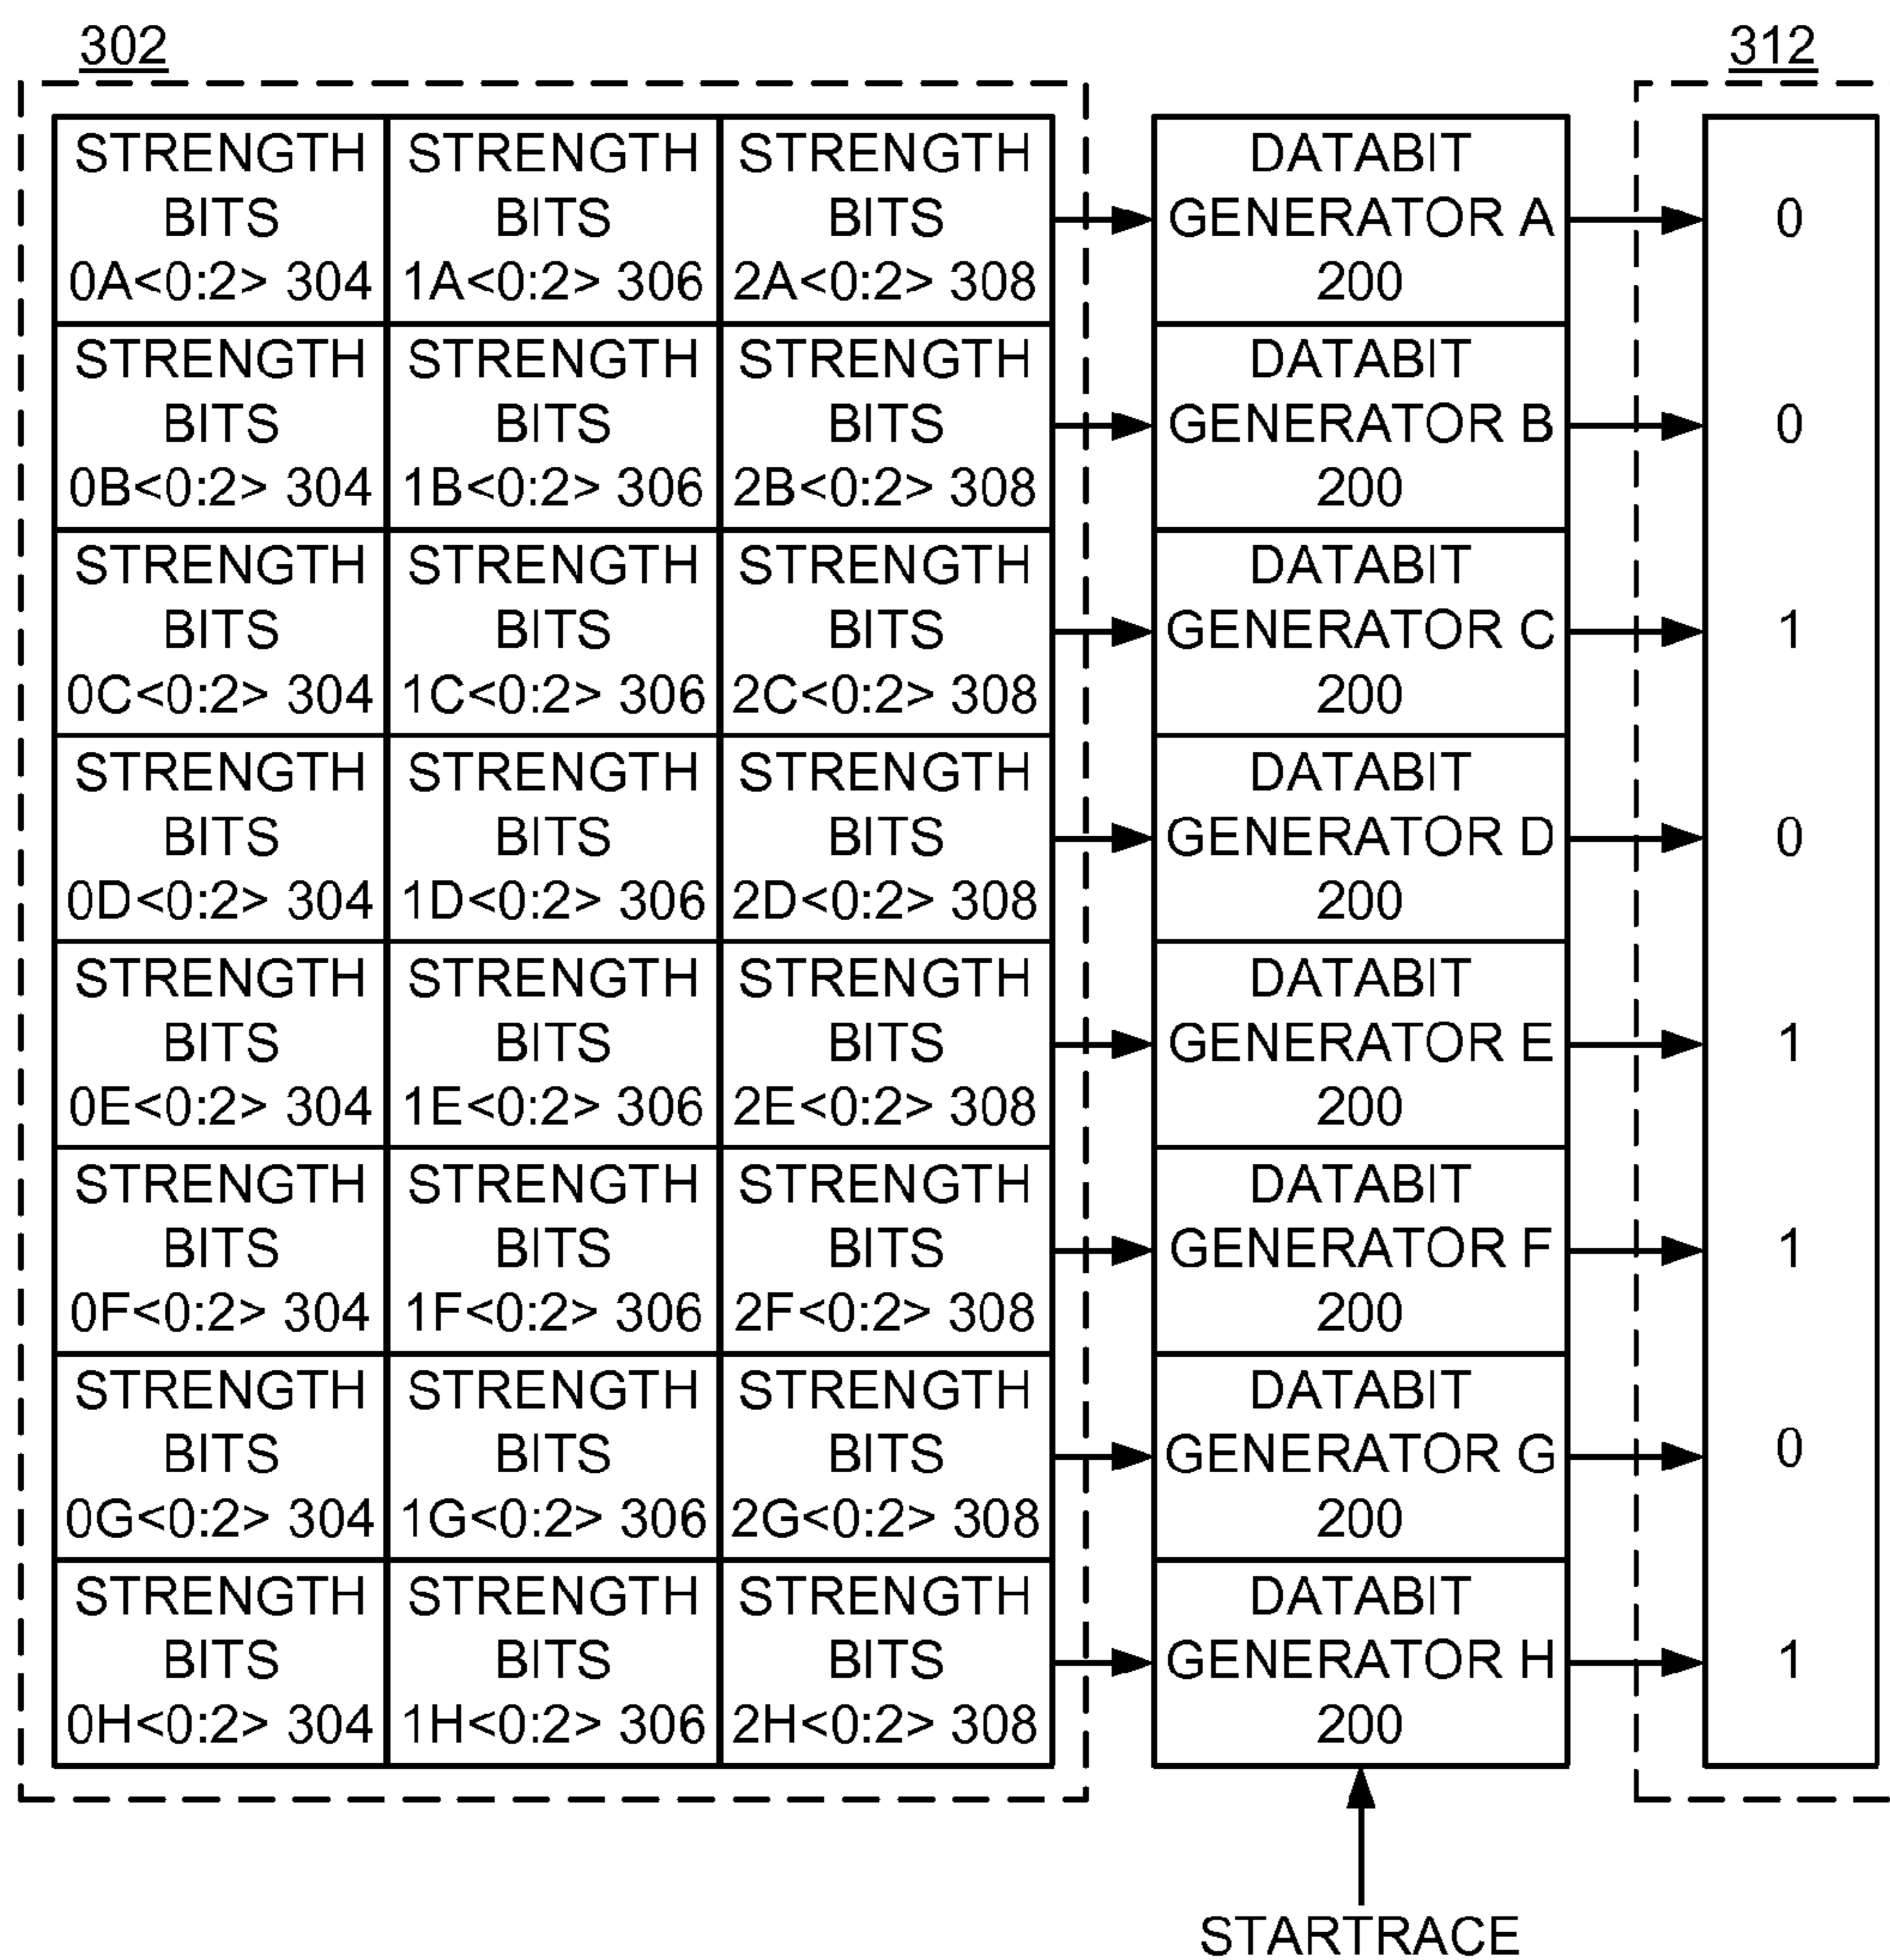 302
312
STRENGTH BITS 0A<0:2> 304
STRENGTH BITS 1A<0:2> 306
STRENGTH BITS 2A<0:2> 308
DATABIT GENERATOR A 200
0
STRENGTH BITS 0B<0:2> 304
STRENGTH BITS 1B<0:2> 306
STRENGTH BITS 2B<0:2> 308
DATABIT GENERATOR B 200
0
STRENGTH BITS 0C<0:2> 304
STRENGTH BITS 1C<0:2> 306
STRENGTH BITS 2C<0:2> 308
DATABIT GENERATOR C 200
1
STRENGTH BITS 0D<0:2> 304
STRENGTH BITS 1D<0:2> 306
STRENGTH BITS 2D<0:2> 308
DATABIT GENERATOR D 200
0
STRENGTH BITS 0E<0:2> 304
STRENGTH BITS 1E<0:2> 306
STRENGTH BITS 2E<0:2> 308
DATABIT GENERATOR E 200
1
STRENGTH BITS 0F<0:2> 304
STRENGTH BITS 1F<0:2> 306
STRENGTH BITS 2F<0:2> 308
DATABIT GENERATOR F 200
1
STRENGTH BITS 0G<0:2> 304
STRENGTH BITS 1G<0:2> 306
STRENGTH BITS 2G<0:2> 308
DATABIT GENERATOR G 200
0
STRENGTH BITS 0H<0:2> 304
STRENGTH BITS 1H<0:2> 306
STRENGTH BITS 2H<0:2> 308
DATABIT GENERATOR H 200
1
STARTRACE